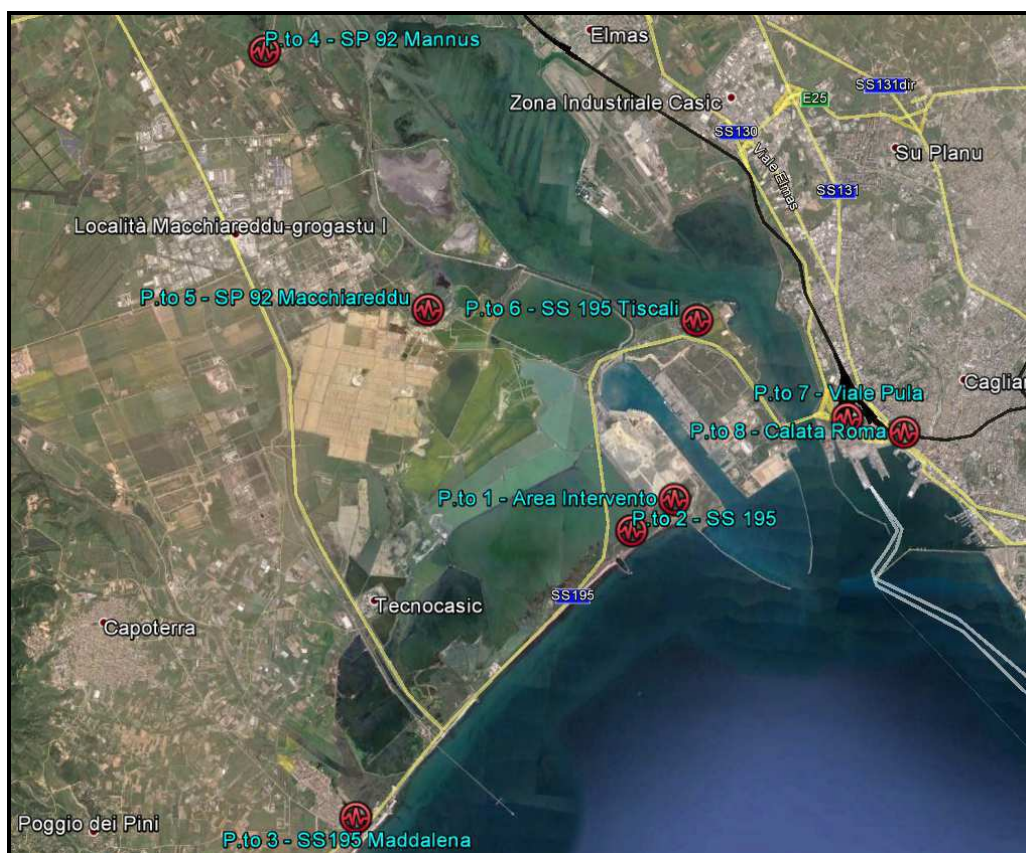 Elmas
P.to 4 - SP 92 Mannus
SS131dir
E25
Zona Industriale Casic
SS130
Su Planu
Viale Elmas
SS131
Località Macchiareddu-grogastu I
P.to 5 - SP 92 Macchiareddu
P.to 6 - SS 195 Tiscali
Cagliar
P.to 7 - Viale Pula
P.to 8 - Calata Roma
P.to 1 - Area Intervento
P.to 2 - SS 195
SS195
Tecnocasic
Capoterra
Poggio dei Pini
P.to 3 - SS195 Maddalena